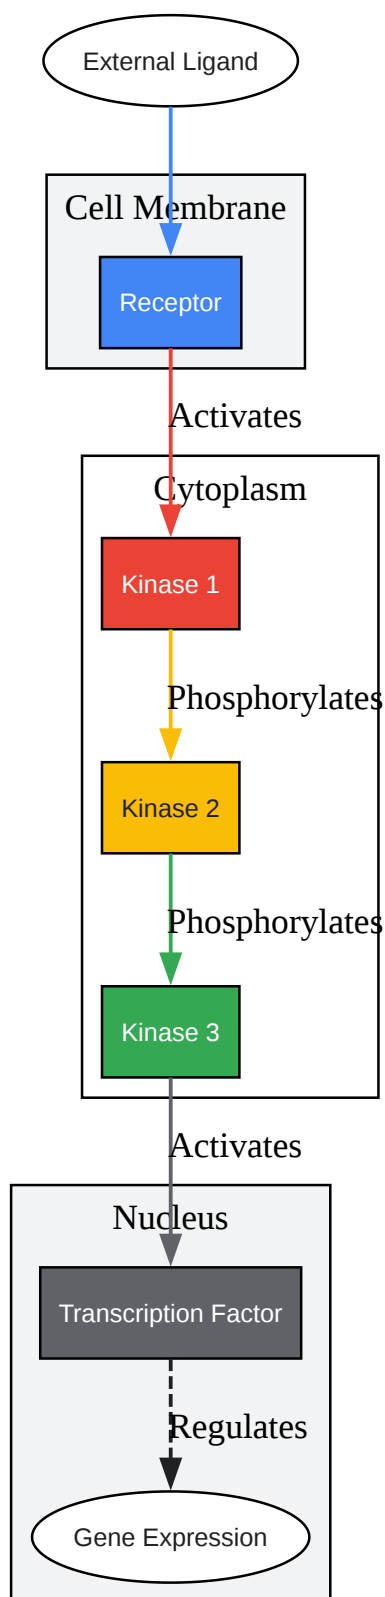 External Ligand
Cell Membrane
Receptor
Activates
Cytoplasm
Kinase 1
Phosphorylates
Kinase 2
Phosphorylates
Kinase 3
Activates
Nucleus
Transcription Factor
Regulates
Gene Expression